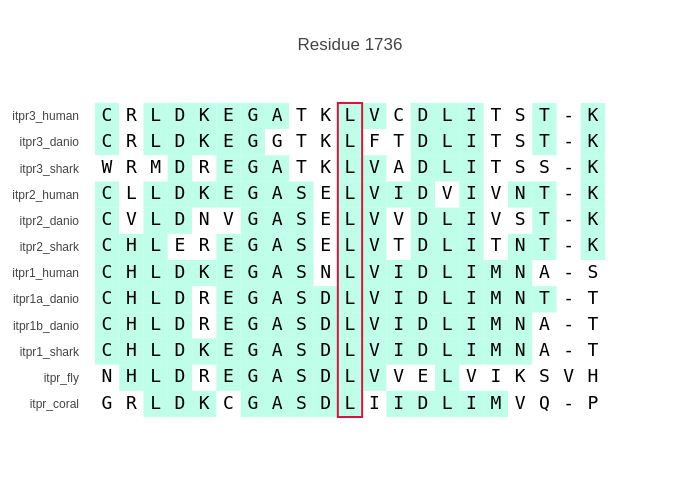 Residue 1736
itpr3_human C R L D K E G A T K L V C D L I T S T - K
itpr3_danio C R L D K E G G T K L F T D L I T S T - K
itpr3_shark W R M D R E G A T K L V A D L I T S S - K
itpr2_human C L L D K E G A S E L V I D V I V N T - K
itpr2_danio C V L D N V G A S E L V V D L I V S T - K
itpr2_shark C H L E R E G A S E L V T D L I T N T - K
itpr1_human C H L D K E G A S N L V I D L I M N A - S
itpr1a_danio C H L D R E G A S D L V I D L I M N T - T
itpr1b_danio C H L D R E G A S D L V I D L I M N A - T
itpr1_shark C H L D K E G A S D L V I D L I M N A - T
itpr_fly N H L D R E G A S D L V V E L V I K S V H
itpr_coral G R L D K C G A S D L I I D L I M V Q - P